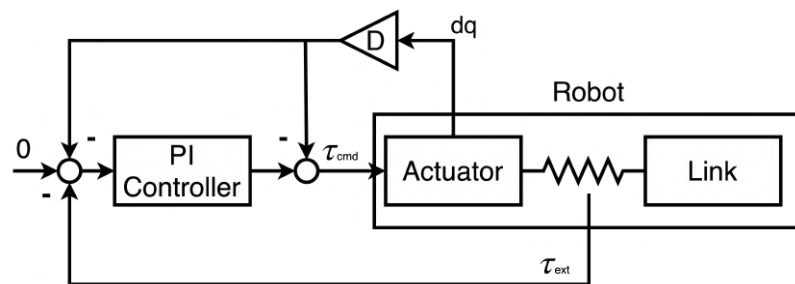 D
dq
Robot
-
-
0
PI
Controller
τcmd
Actuator
Link
-
τext